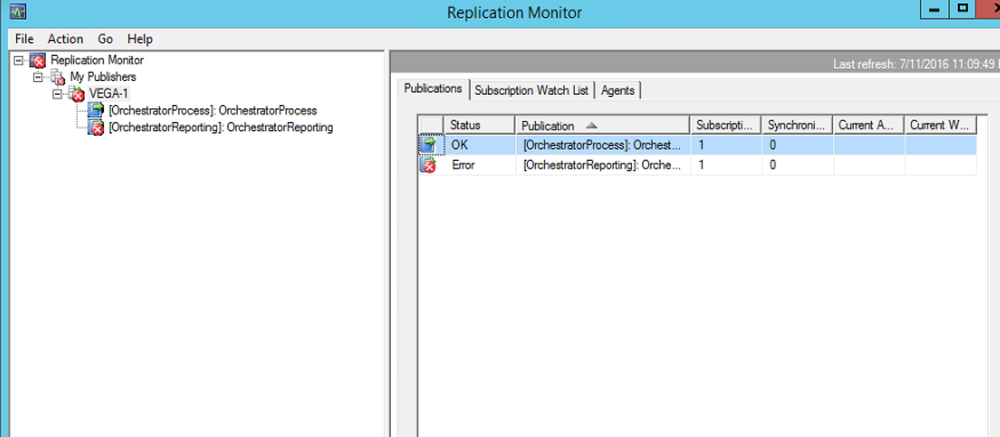 Replication Monitor
File Action Go Help
Replication Monitor
My Publishers
VEGA-1
[OrchestratorProcess]: OrchestratorProcess
[OrchestratorReporting]: OrchestratorReporting
Last refresh: 7/11/2016 11:09:49
Publications Subscription Watch List Agents
Status Publication Subscripti... Synchroni... Current A... Current W...
OK [OrchestratorProcess]: Orchest... 1 0
Error [OrchestratorReporting]: Orche... 1 0